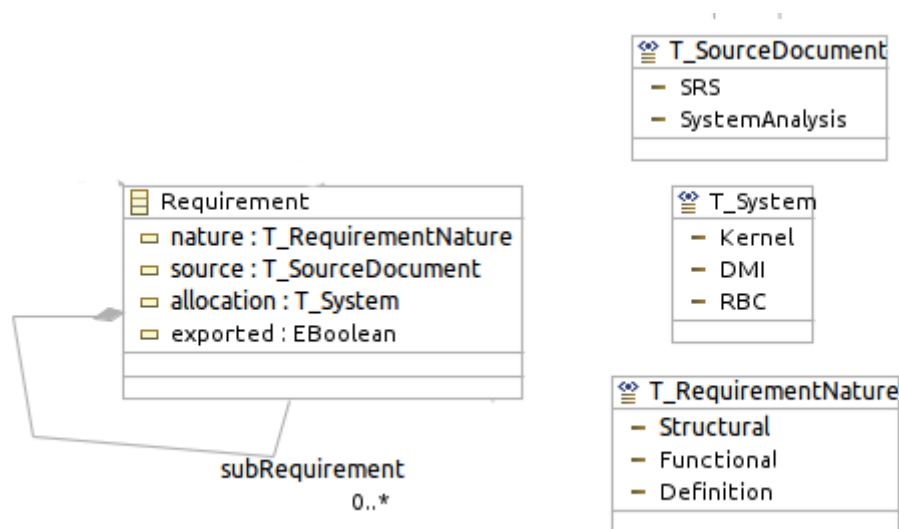 T_SourceDocument
SRS
SystemAnalysis
Requirement
nature : T_RequirementNature
source : T_SourceDocument
allocation : T_System
exported : EBoolean
subRequirement
0..*
T_System
Kernel
DMI
RBC
T_RequirementNature
Structural
Functional
Definition